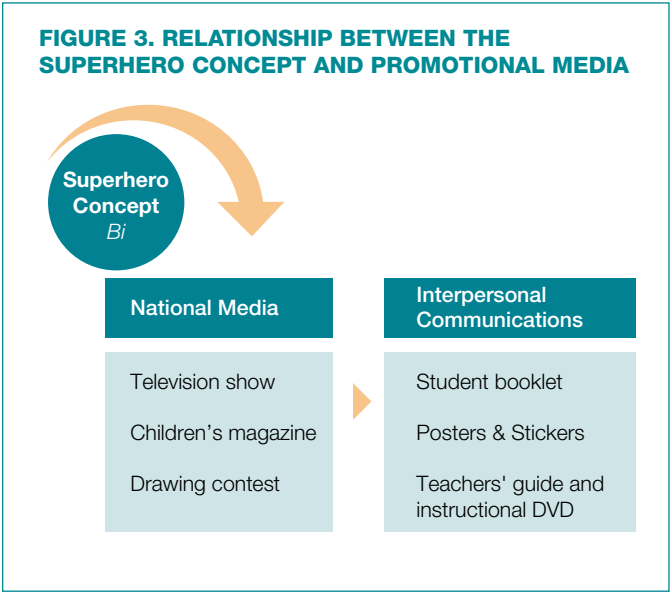 FIGURE 3. RELATIONSHIP BETWEEN THE
SUPERHERO CONCEPT AND PROMOTIONAL MEDIA
Superhero
Concept
Bi
National Media
Television show
Children’s magazine
Drawing contest
Interpersonal
Communications
Student booklet
Posters & Stickers
Teachers' guide and
instructional DVD